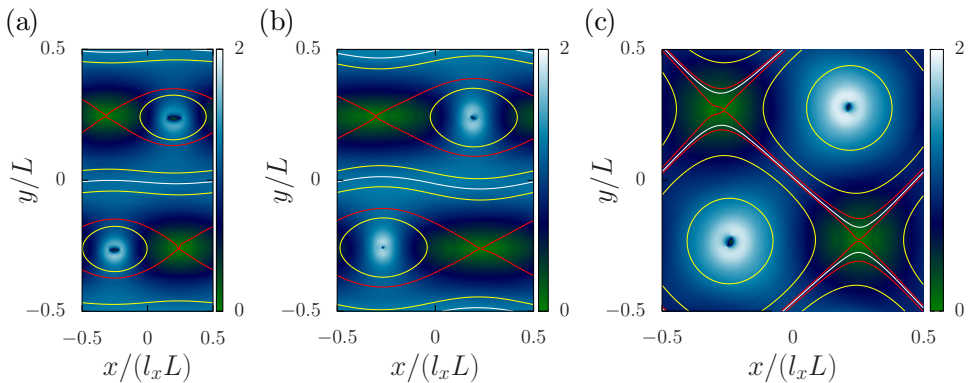 (a) (b) (c)
0.5 2 0.5 2 0.5 2
y/L y/L y/L
0 0 0
−0.5 0 −0.5 0 −0.5 0
−0.5 0 0.5 −0.5 0 0.5 −0.5 0 0.5
x/(l_xL) x/(l_xL) x/(l_xL)